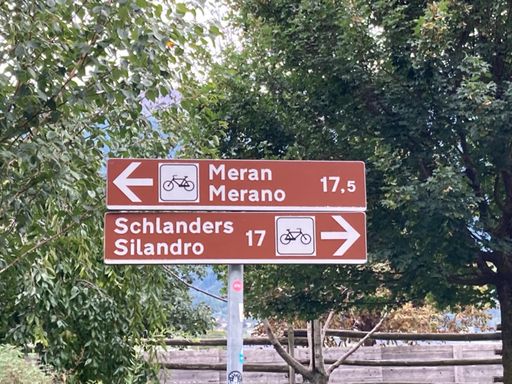 Meran
Merano 17,5
Schlanders
Silandro 17